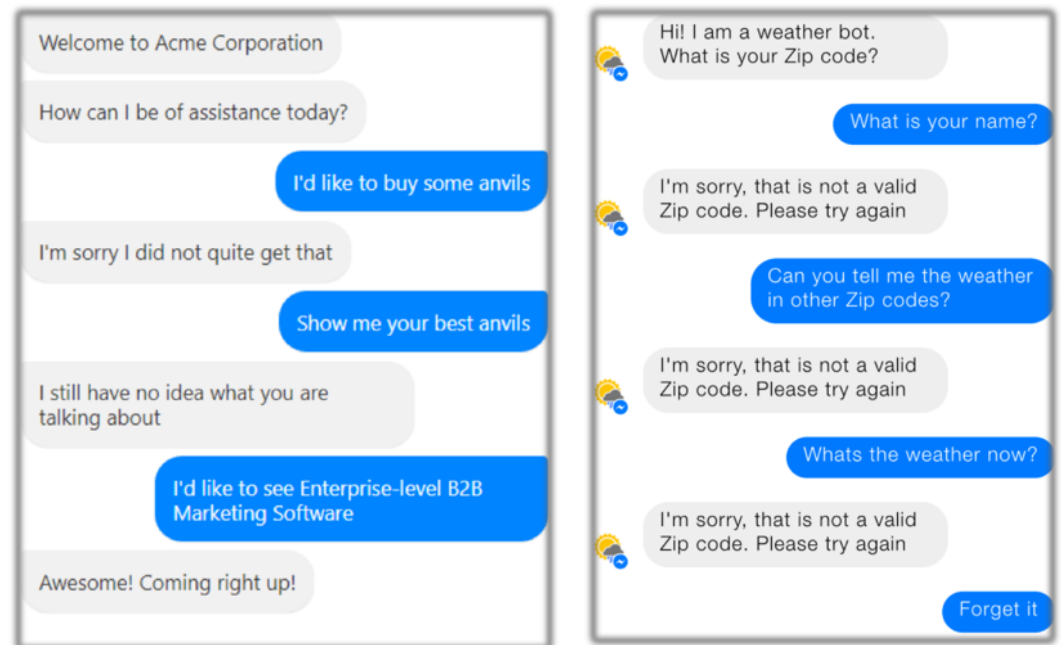 Welcome to Acme Corporation
How can I be of assistance today?
I'd like to buy some anvils
I'm sorry I did not quite get that
Show me your best anvils
I still have no idea what you are
talking about
I'd like to see Enterprise-level B2B
Marketing Software
Awesome! Coming right up!
Hi! I am a weather bot.
What is your Zip code?
What is your name?
I'm sorry, that is not a valid
Zip code. Please try again
Can you tell me the weather
in other Zip codes?
I'm sorry, that is not a valid
Zip code. Please try again
Whats the weather now?
I'm sorry, that is not a valid
Zip code. Please try again
Forget it